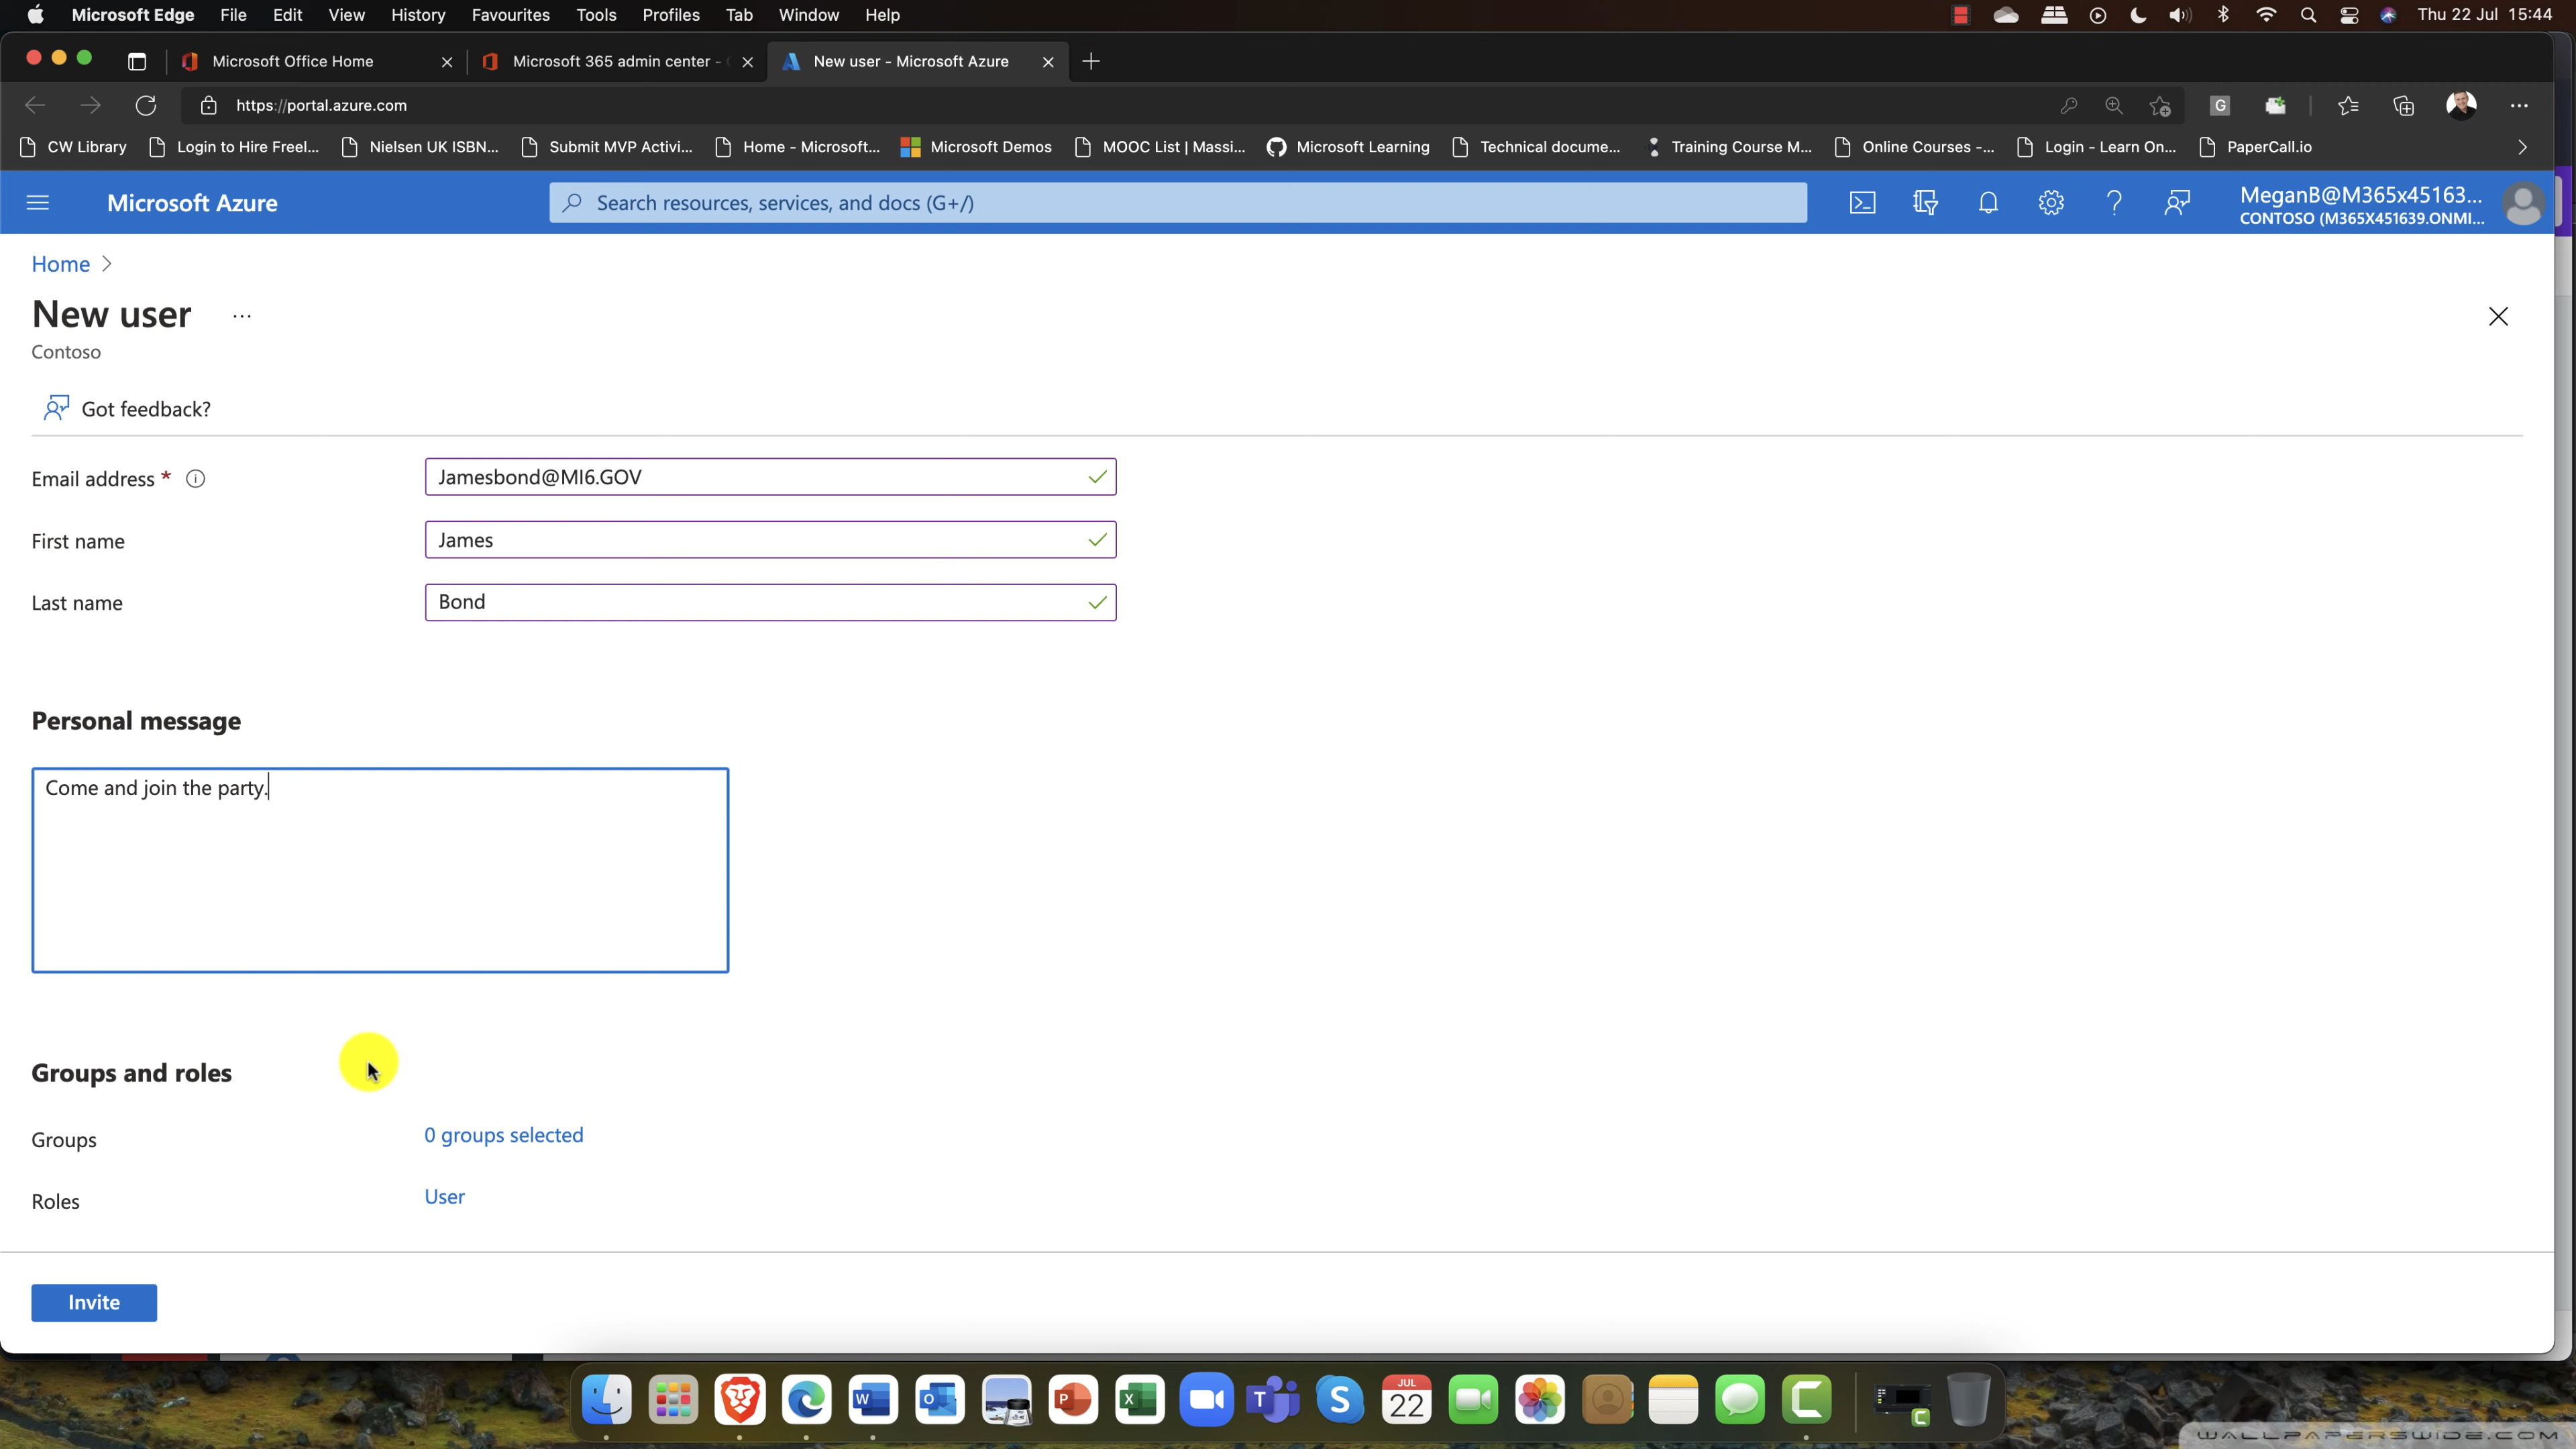 Microsoft Edge File Edit View History Favourites Tools Profiles Tab Window Help Thu 22 Jul 15:44
Microsoft Office Home Microsoft 365 admin center - New user - Microsoft Azure
https://portal.azure.com G
CW Library Login to Hire Freel... Nielsen UK ISBN... Submit MVP Activi... Home - Microsoft... Microsoft Demos MOOC List | Massi... Microsoft Learning Technical docume... Training Course M... Online Courses -... Login - Learn On... PaperCall.io
Microsoft Azure Search resources, services, and docs (G+/) MeganB@M365x45163...
CONTOSO (M365X451639.ONMI...
Home >
New user ...
Contoso
Got feedback?
Email address * Jamesbond@MI6.GOV
First name James
Last name Bond
Personal message
Come and join the party.
Groups and roles
Groups 0 groups selected
Roles User
Invite
W O P X T S JUL 22 C
WALLPAPERSWIDE.COM